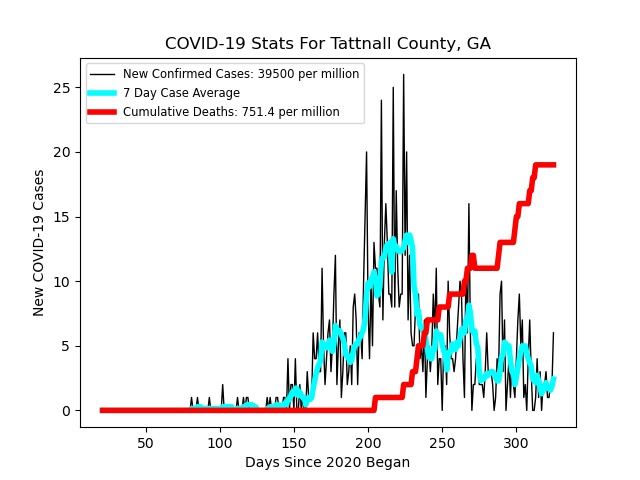 COVID-19 Stats For Tattnall County, GA
New Confirmed Cases: 39500 per million
7 Day Case Average
Cumulative Deaths: 751.4 per million
New COVID-19 Cases
25
20
15
10
5
0
50 100 150 200 250 300
Days Since 2020 Began